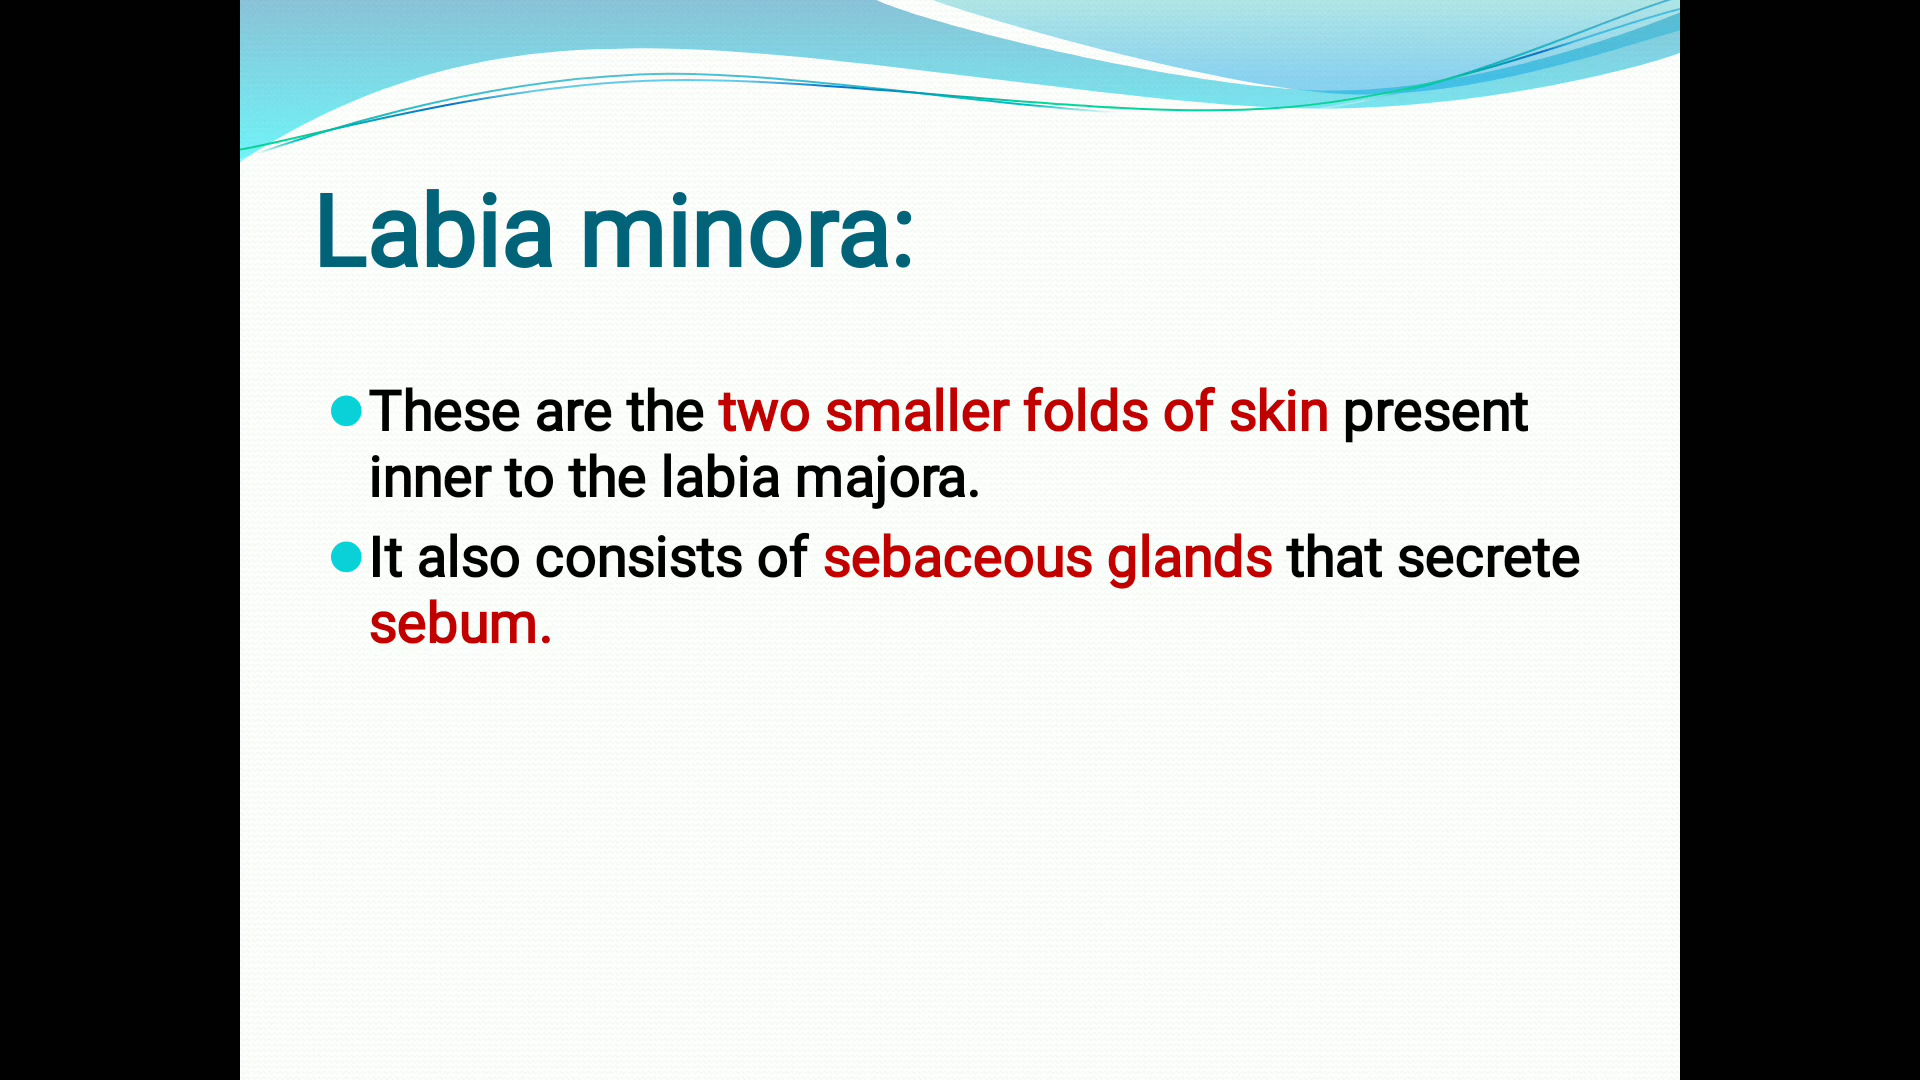 Labia minora:
These are the two smaller folds of skin present
inner to the labia majora.
It also consists of sebaceous glands that secrete
sebum.